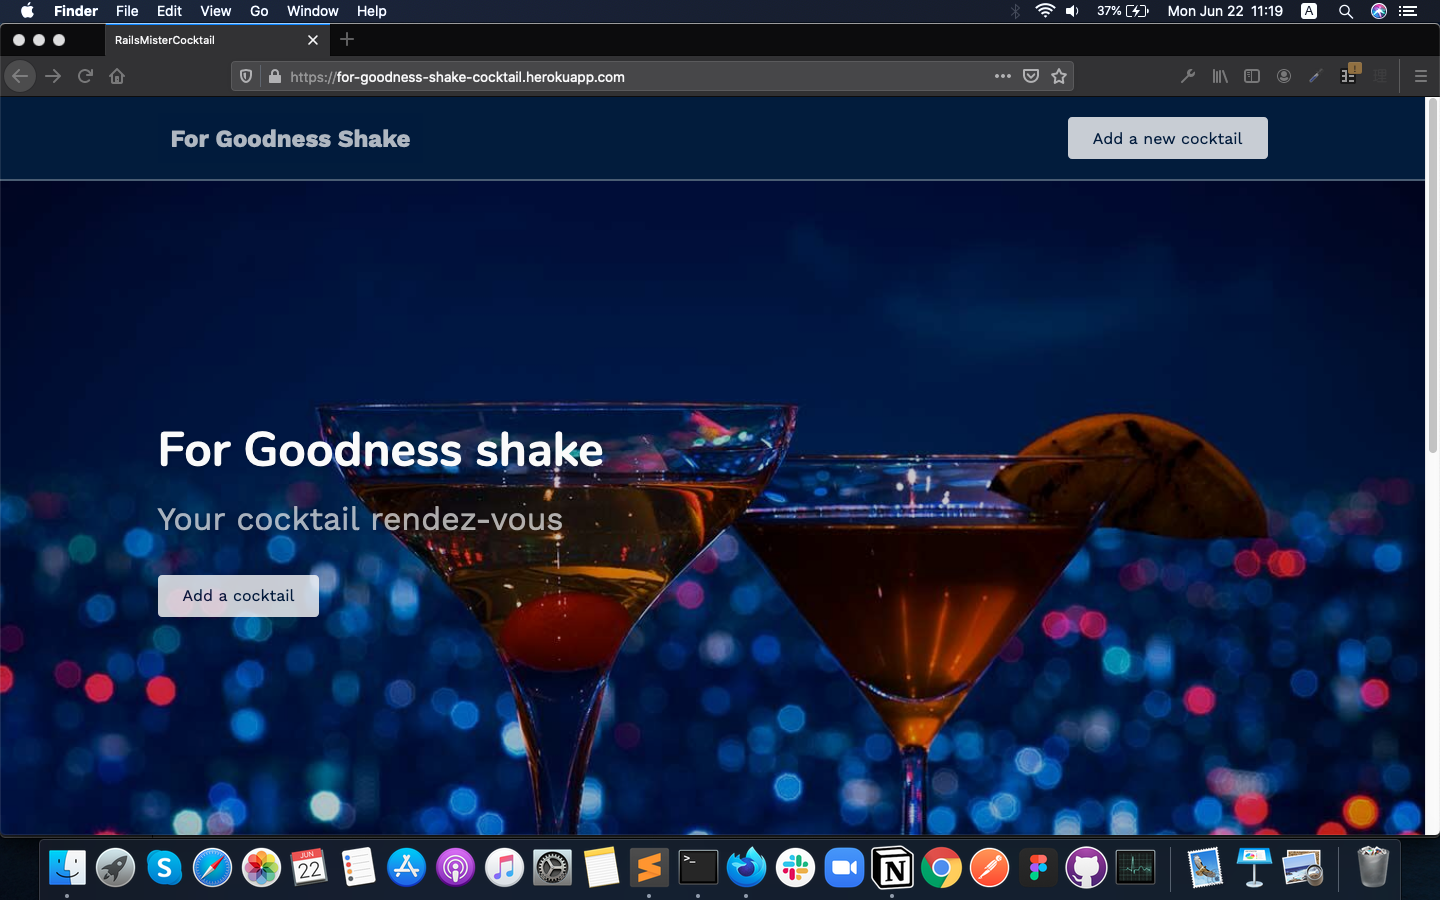 Finder File Edit View Go Window Help 37% Mon Jun 22 11:19 A
RailsMisterCocktail
https://for-goodness-shake-cocktail.herokuapp.com
For Goodness Shake
Add a new cocktail
For Goodness shake
Your cocktail rendez-vous
Add a cocktail
JUN
22